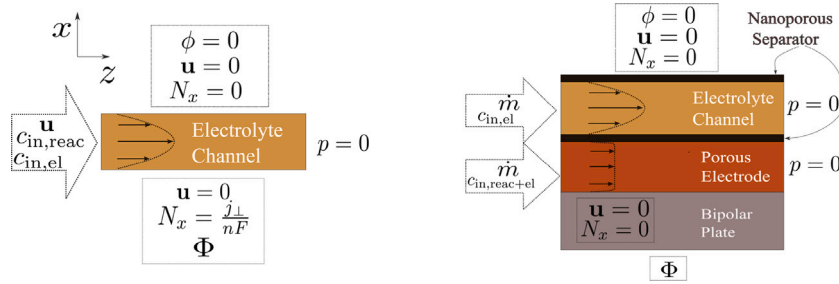 x
z
ϕ = 0
u = 0
N_x = 0
u
c_in,reac
c_in,el
Electrolyte
Channel
p = 0
u = 0
N_x = j_⊥/nF
Φ
ϕ = 0
u = 0
N_x = 0
Nanoporous
Separator
ṁ
c_in,el
Electrolyte
Channel
p = 0
ṁ
c_in,reac+el
Porous
Electrode
p = 0
u = 0
N_x = 0
Bipolar
Plate
Φ